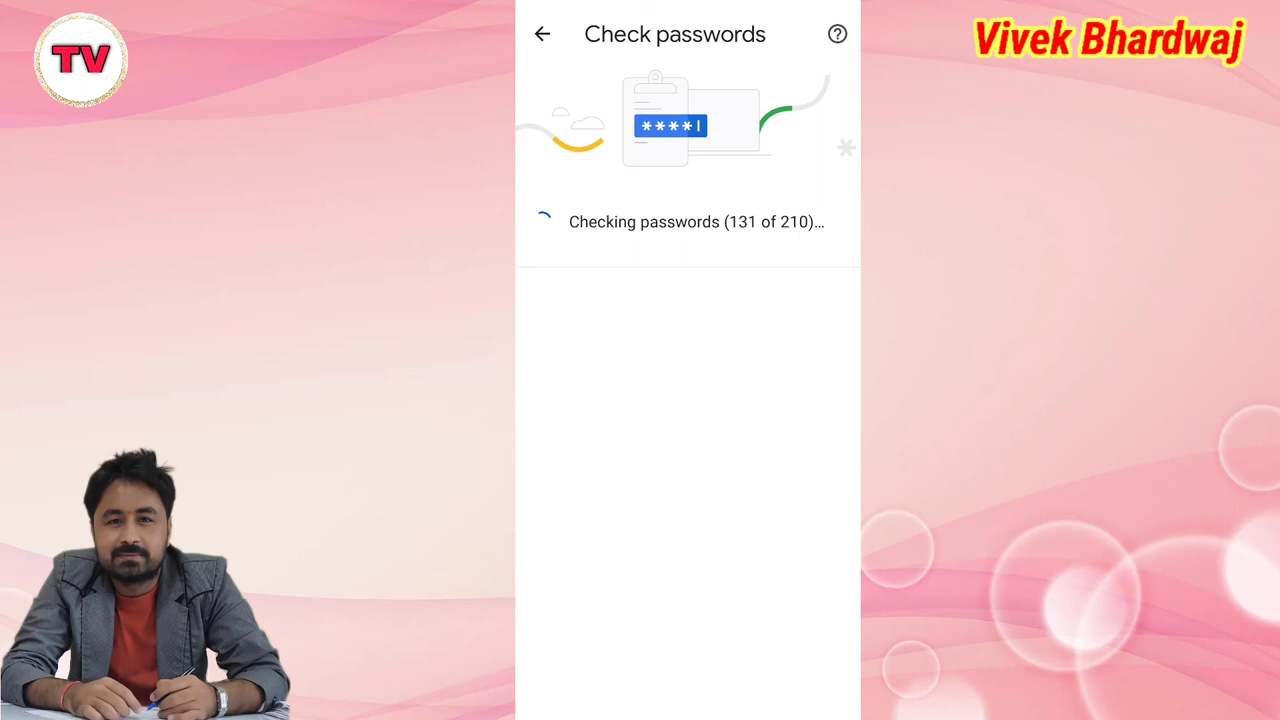 TV
Check passwords
Vivek Bhardwaj
****
Checking passwords (131 of 210)...